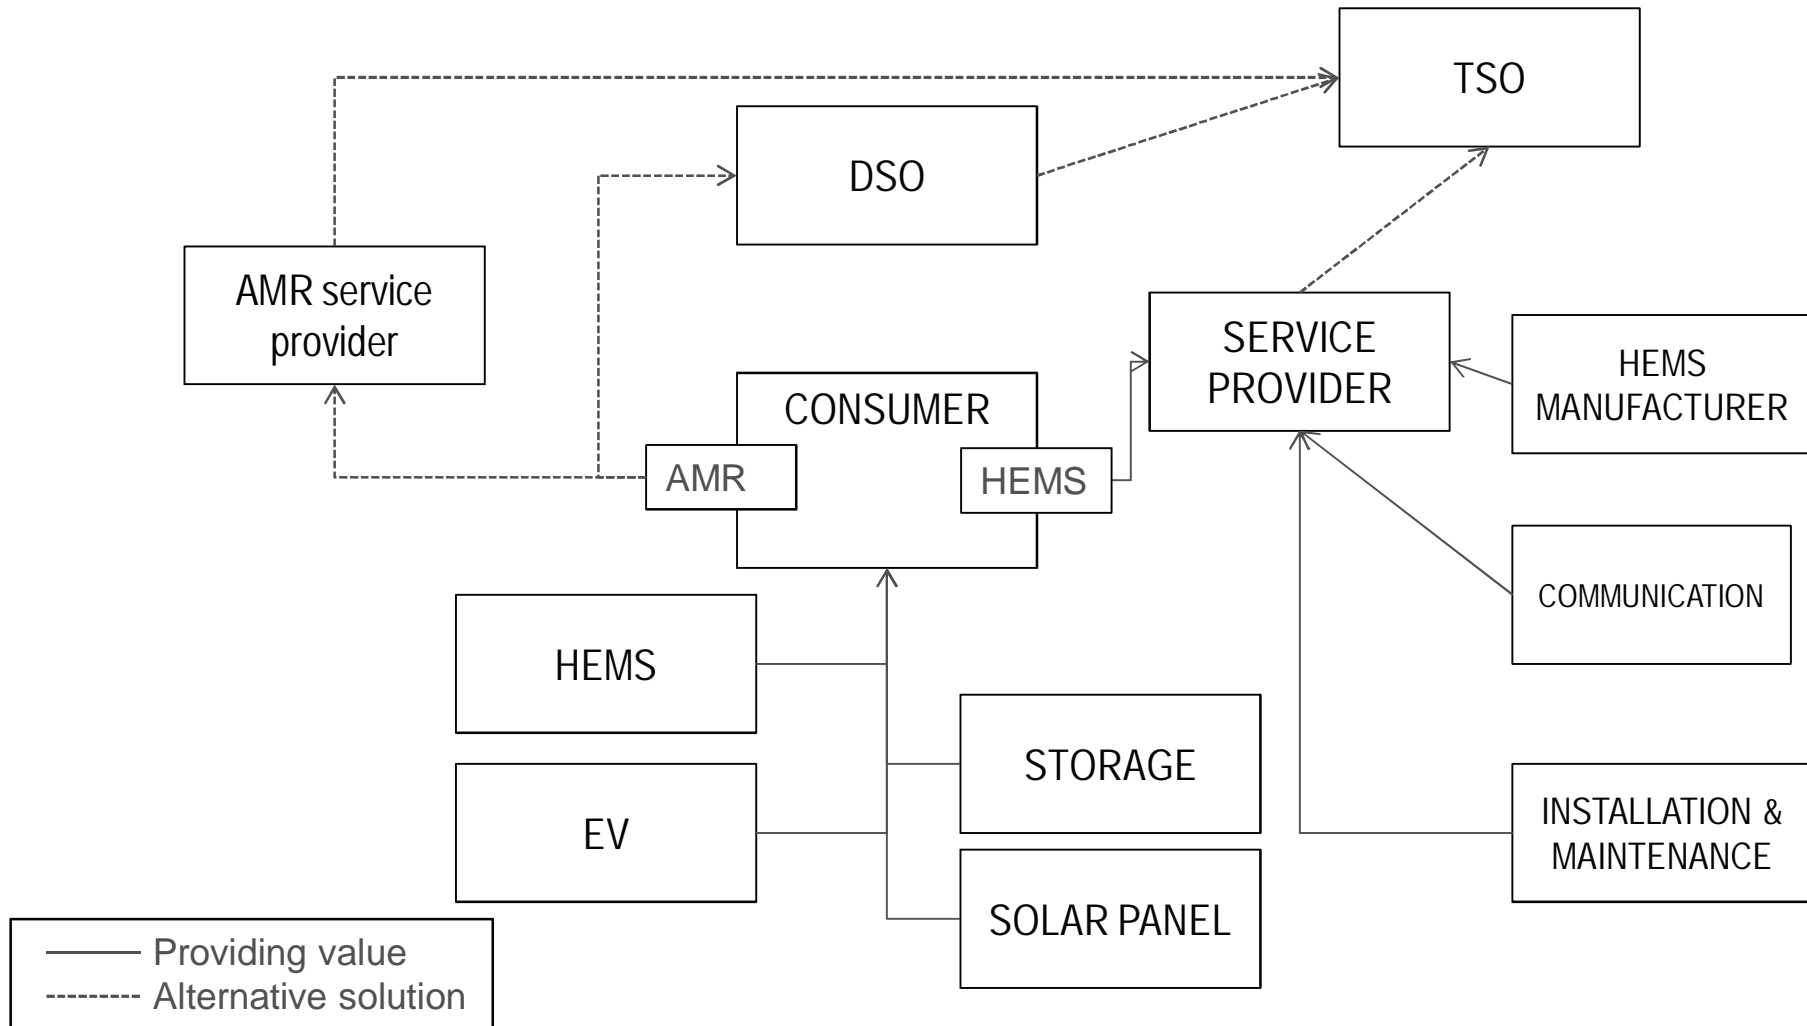 TSO
DSO
AMR service
provider
SERVICE
PROVIDER
HEMS
MANUFACTURER
CONSUMER
AMR
HEMS
COMMUNICATION
HEMS
STORAGE
EV
INSTALLATION &
MAINTENANCE
SOLAR PANEL
Providing value
Alternative solution